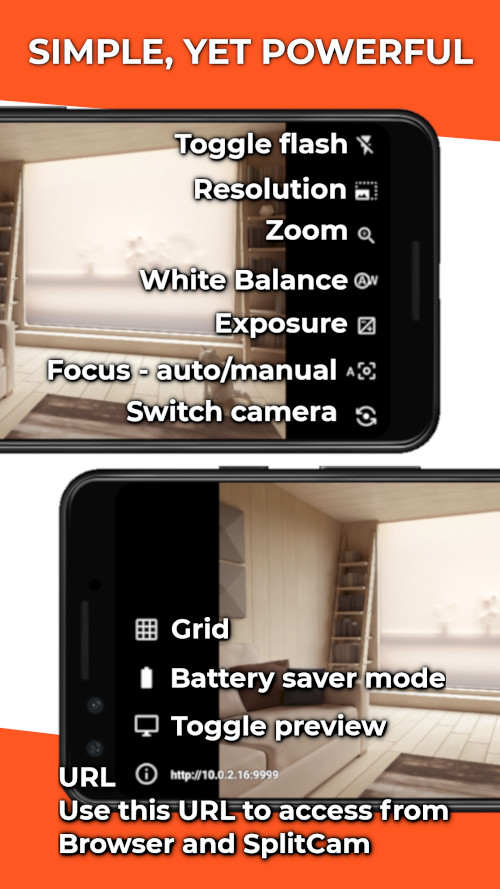 SIMPLE, YET POWERFUL
Toggle flash
Resolution
Zoom
White Balance AW
Exposure
Focus - auto/manual A
Switch camera
Grid
Battery saver mode
Toggle preview
URL http://10.0.2.16:9999
Use this URL to access from
Browser and SplitCam